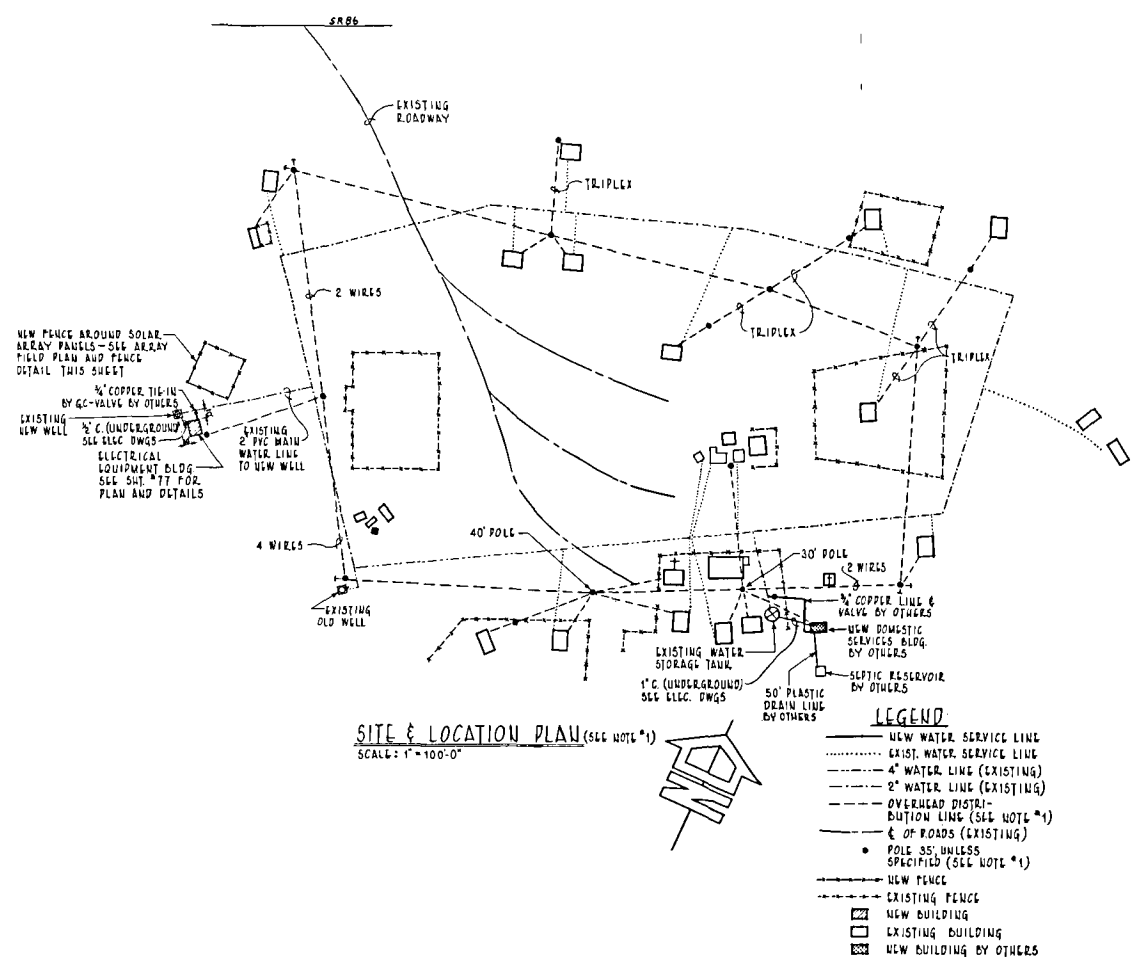 SR86
EXISTING
ROADWAY
TRIPLEX
2 WIRES
TRIPLEX
TRIPLEX
NEW FENCE AROUND SOLAR
ARRAY PANELS - SEE ARRAY
FIELD PLAN AND FENCE
DETAIL THIS SHEET
3/4" COPPER TIE-IN
BY GC-VALVE BY OTHERS
EXISTING
NEW WELL
1/2" C. (UNDERGROUND)
SEE ELEC DWGS
ELECTRICAL
EQUIPMENT BLDG
SEE SHT. #77 FOR
PLAN AND DETAILS
EXISTING
2" PVC MAIN
WATER LINE
TO NEW WELL
4 WIRES
40' POLE
30' POLE
2 WIRES
EXISTING
OLD WELL
3/4" COPPER LINE &
VALVE BY OTHERS
NEW DOMESTIC
SERVICES BLDG.
BY OTHERS
EXISTING WATER
STORAGE TANK
1" C. (UNDERGROUND)
SEE ELEC. DWGS
50' PLASTIC
DRAIN LINE
BY OTHERS
SEPTIC RESERVOIR
BY OTHERS
SITE & LOCATION PLAN (SEE NOTE #1)
SCALE: 1" = 100'-0"
N
LEGEND
NEW WATER SERVICE LINE
EXIST. WATER SERVICE LINE
4" WATER LINE (EXISTING)
2" WATER LINE (EXISTING)
OVERHEAD DISTRI-
BUTION LINE (SEE NOTE #1)
℄ OF ROADS (EXISTING)
POLE 35', UNLESS
SPECIFIED (SEE NOTE #1)
NEW FENCE
EXISTING FENCE
NEW BUILDING
EXISTING BUILDING
NEW BUILDING BY OTHERS